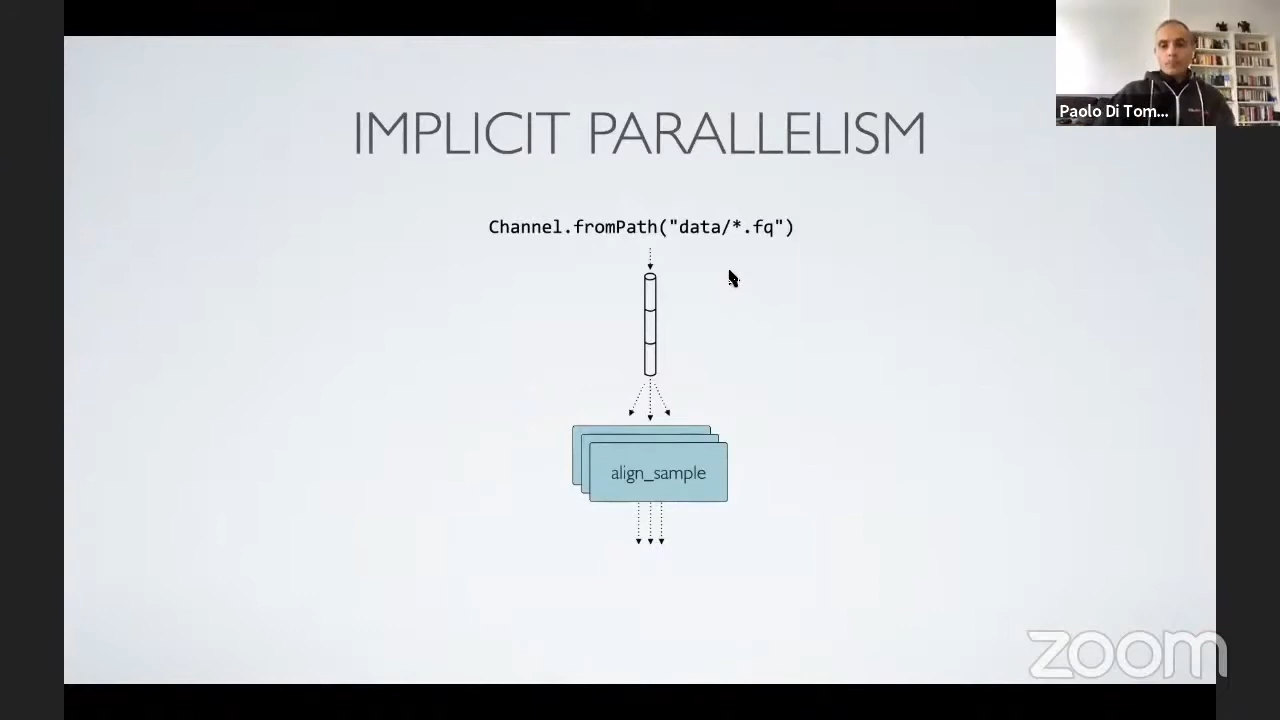 IMPLICIT PARALLELISM
Channel.fromPath("data/*.fq")
align_sample
Paolo Di Tom...
zoom